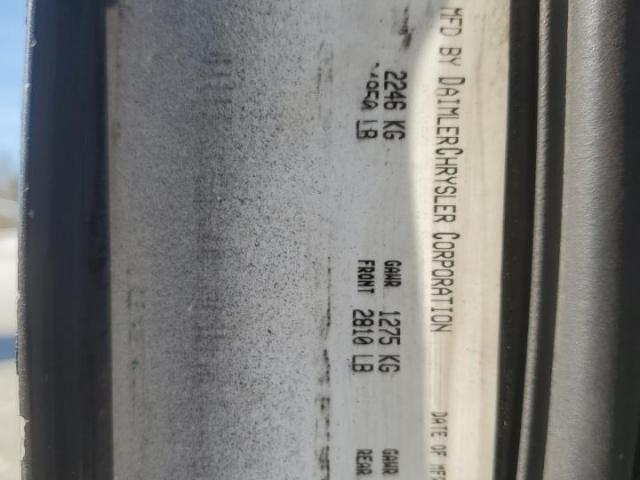 MFD BY DAIMLERCHRYSLER CORPORATION DATE OF
2246 KG GAWR 1275 KG GAWR
LB FRONT 2810 LB REAR